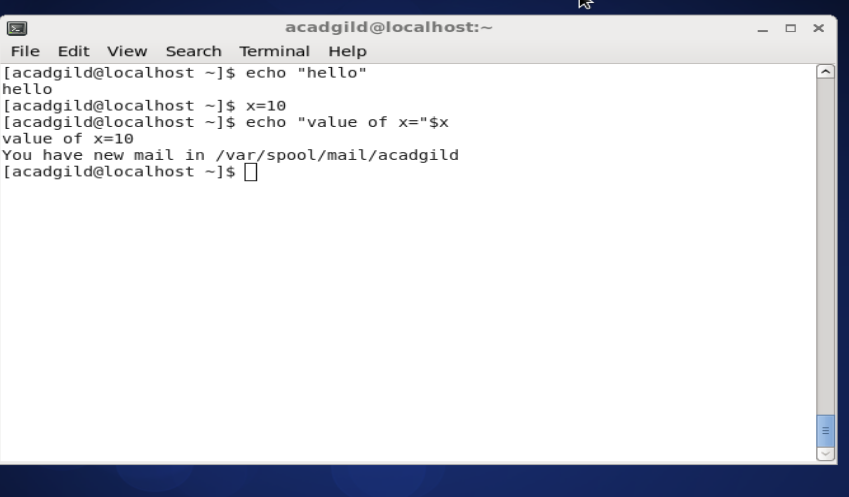 acadgild@localhost:~
File Edit View Search Terminal Help
[acadgild@localhost ~]$ echo "hello"
hello
[acadgild@localhost ~]$ x=10
[acadgild@localhost ~]$ echo "value of x="$x
value of x=10
You have new mail in /var/spool/mail/acadgild
[acadgild@localhost ~]$